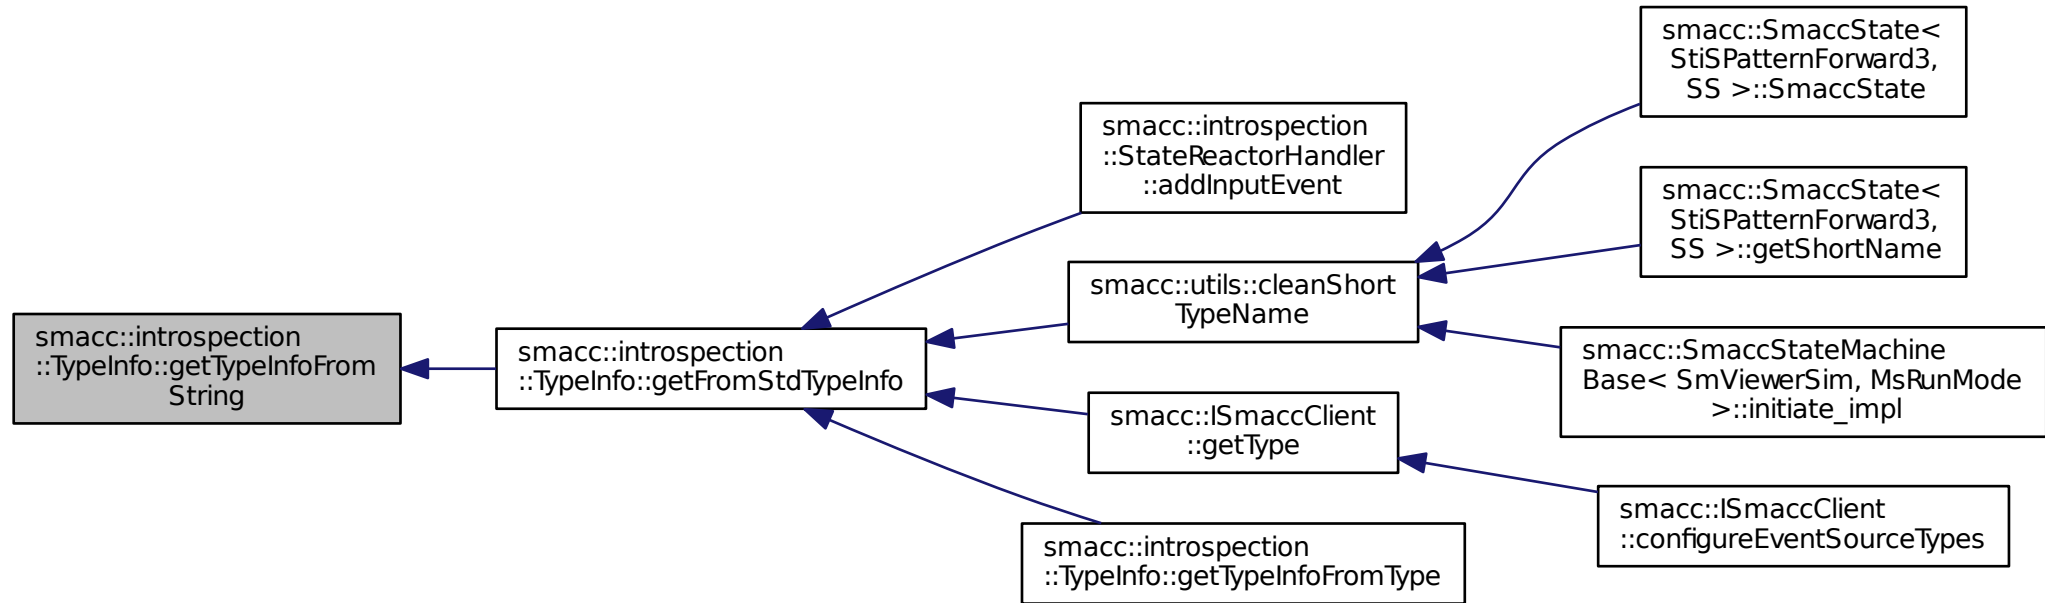 smacc::introspection
::TypeInfo::getTypeInfoFrom
String
smacc::introspection
::TypeInfo::getFromStdTypeInfo
smacc::introspection
::StateReactorHandler
::addInputEvent
smacc::utils::cleanShort
TypeName
smacc::ISmaccClient
::getType
smacc::introspection
::TypeInfo::getTypeInfoFromType
smacc::SmaccState<
StiSPatternForward3,
SS >::SmaccState
smacc::SmaccState<
StiSPatternForward3,
SS >::getShortName
smacc::SmaccStateMachine
Base< SmViewerSim, MsRunMode
>::initiate_impl
smacc::ISmaccClient
::configureEventSourceTypes